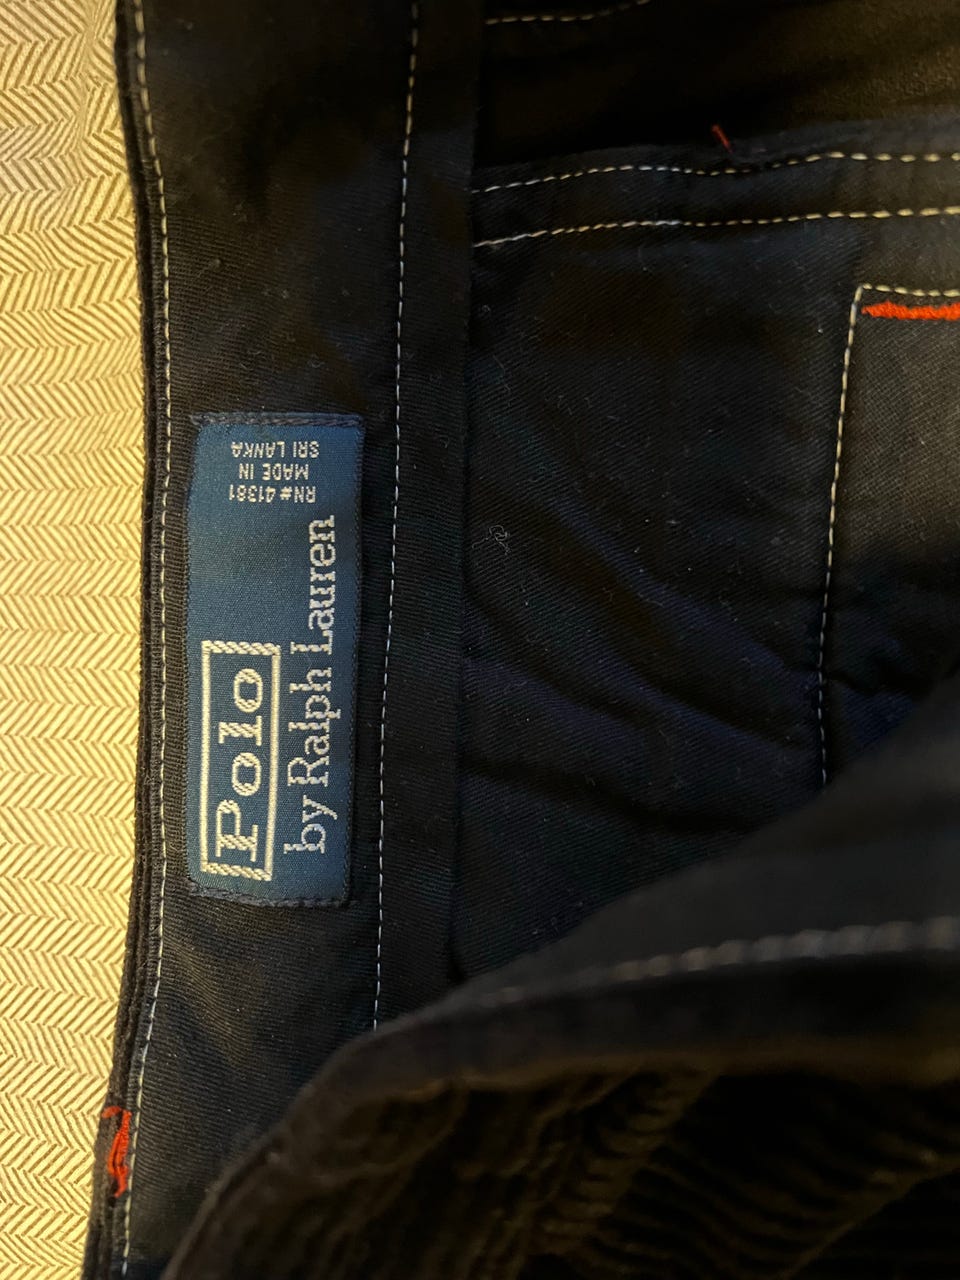 Polo
by Ralph Lauren
RN# 41381
MADE IN
SRI LANKA